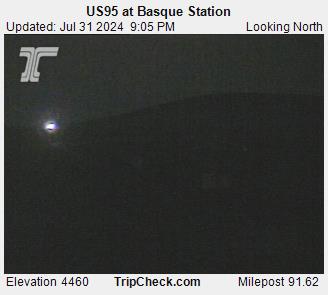 US95 at Basque Station
Updated: Jul 31 2024 9:05 PM Looking North
Elevation 4460 TripCheck.com Milepost 91.62